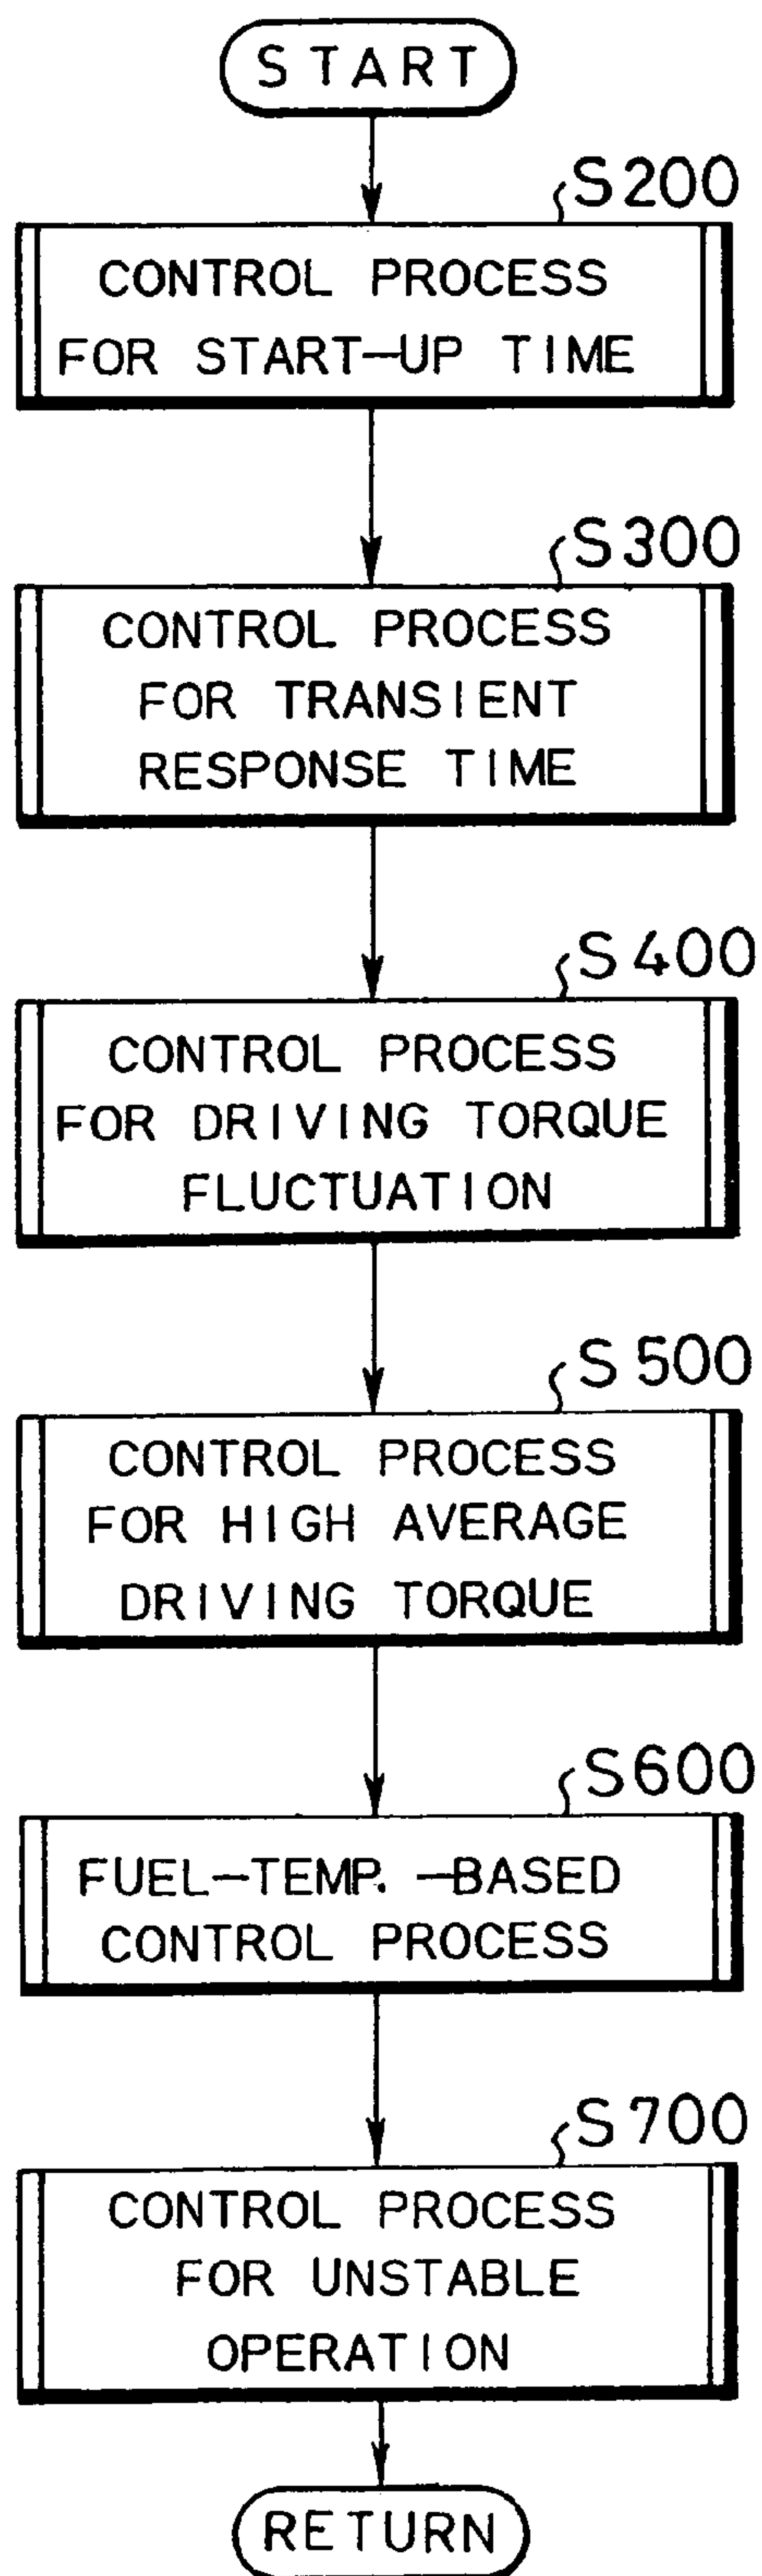 START
S200
CONTROL PROCESS
FOR START-UP TIME
S300
CONTROL PROCESS
FOR TRANSIENT
RESPONSE TIME
S400
CONTROL PROCESS
FOR DRIVING TORQUE
FLUCTUATION
S500
CONTROL PROCESS
FOR HIGH AVERAGE
DRIVING TORQUE
S600
FUEL-TEMP.-BASED
CONTROL PROCESS
S700
CONTROL PROCESS
FOR UNSTABLE
OPERATION
RETURN